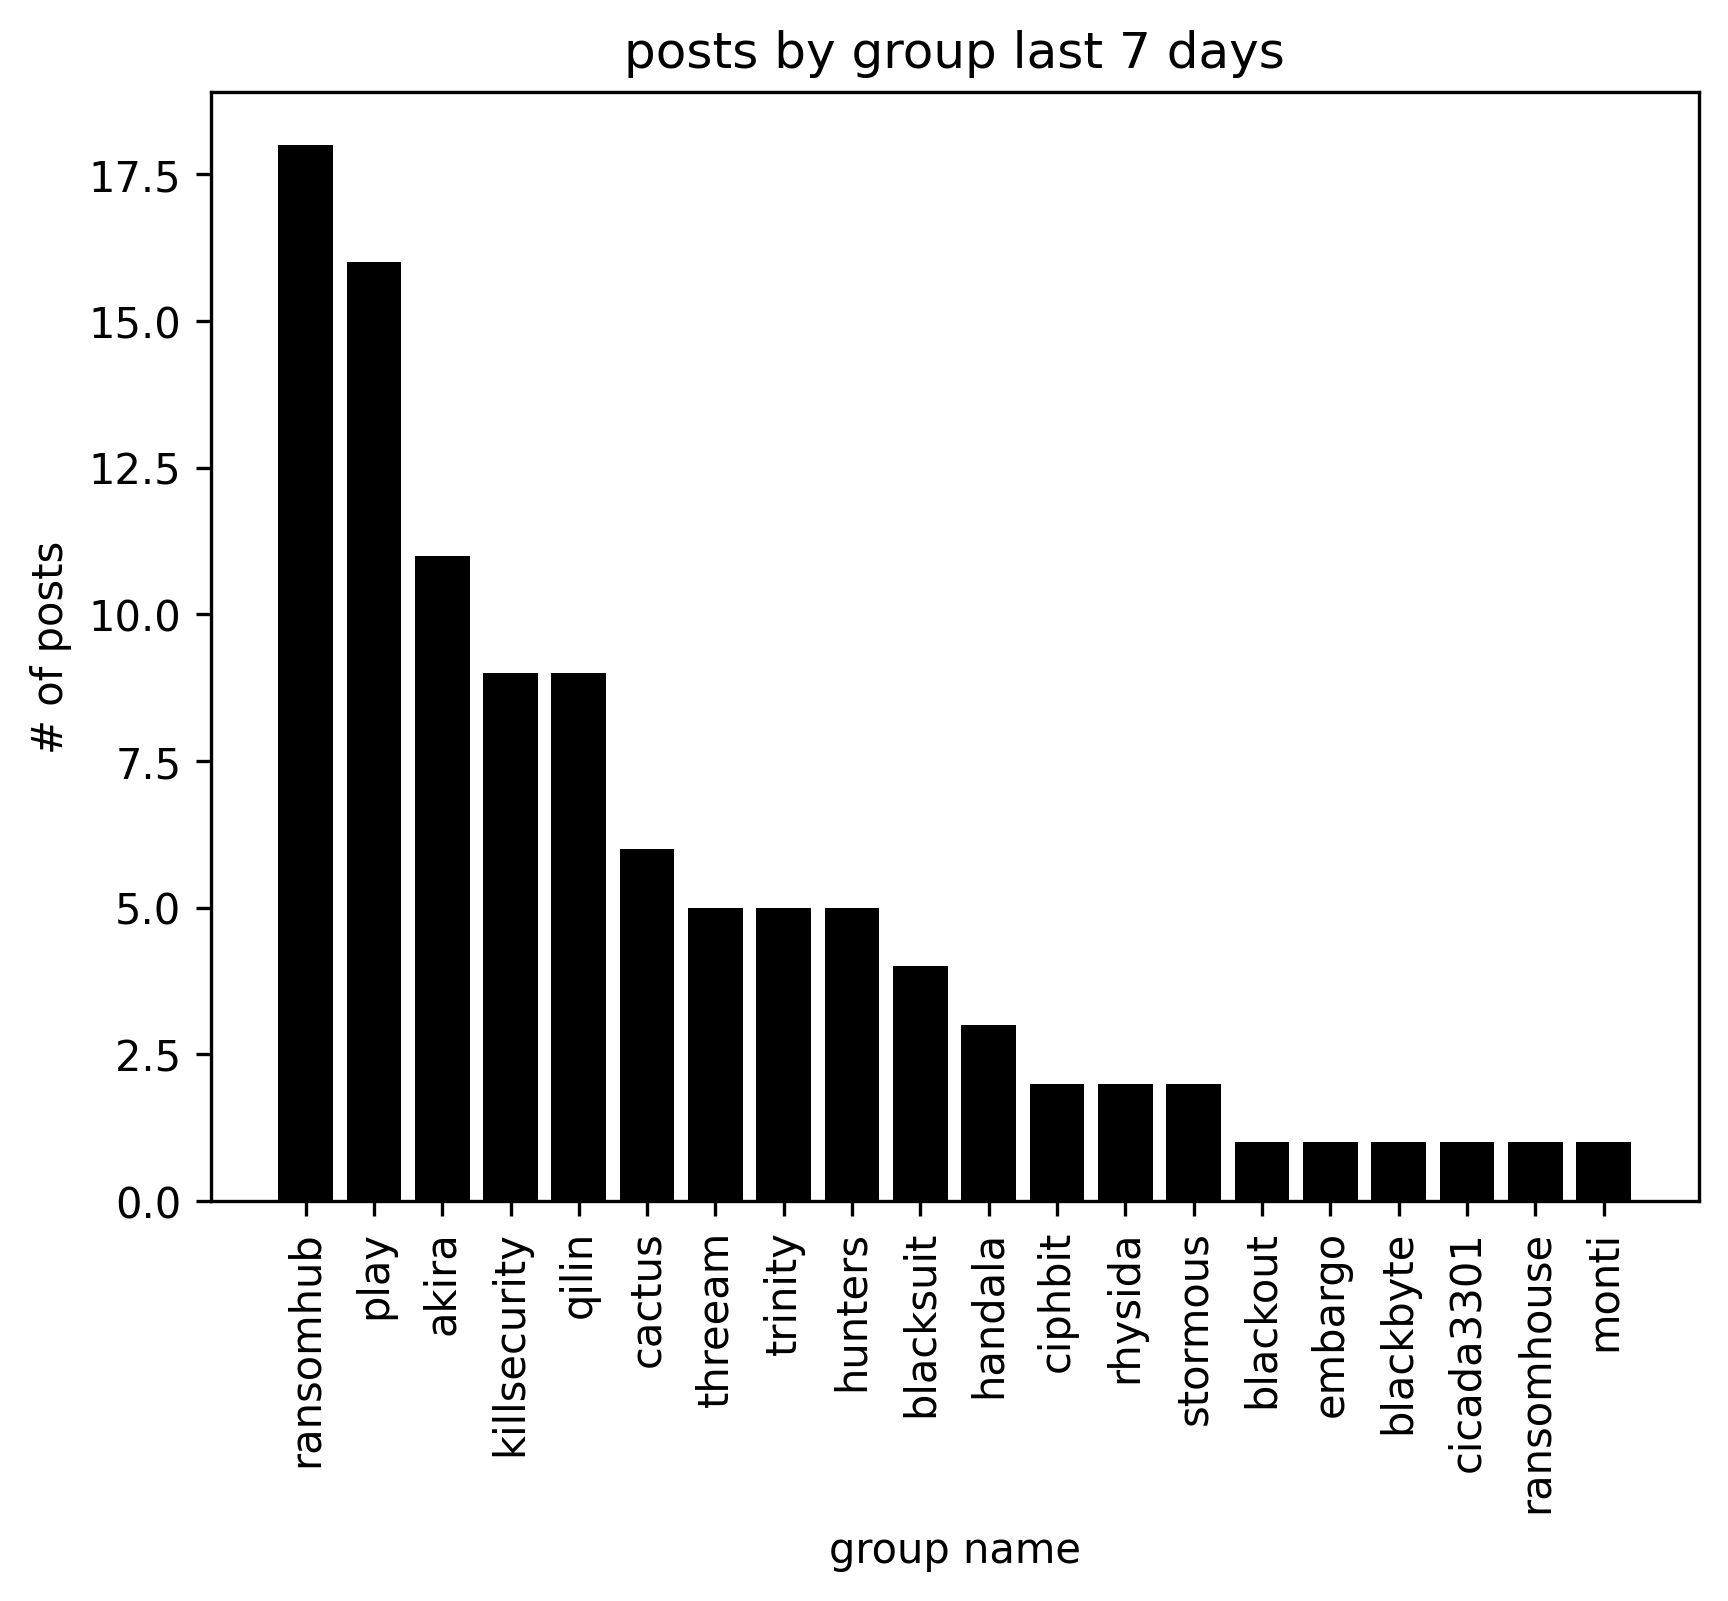 posts by group last 7 days
# of posts
17.5
15.0
12.5
10.0
7.5
5.0
2.5
0.0
ransomhub
play
akira
killsecurity
qilin
cactus
threeam
trinity
hunters
blacksuit
handala
ciphbit
rhysida
stormous
blackout
embargo
blackbyte
cicada3301
ransomhouse
monti
group name